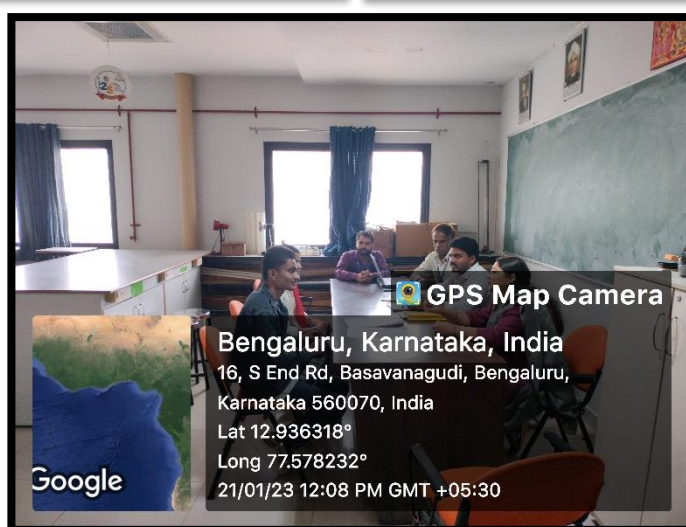 GPS Map Camera
Bengaluru, Karnataka, India
16, S End Rd, Basavanagudi, Bengaluru,
Karnataka 560070, India
Lat 12.936318°
Long 77.578232°
21/01/23 12:08 PM GMT +05:30
Google